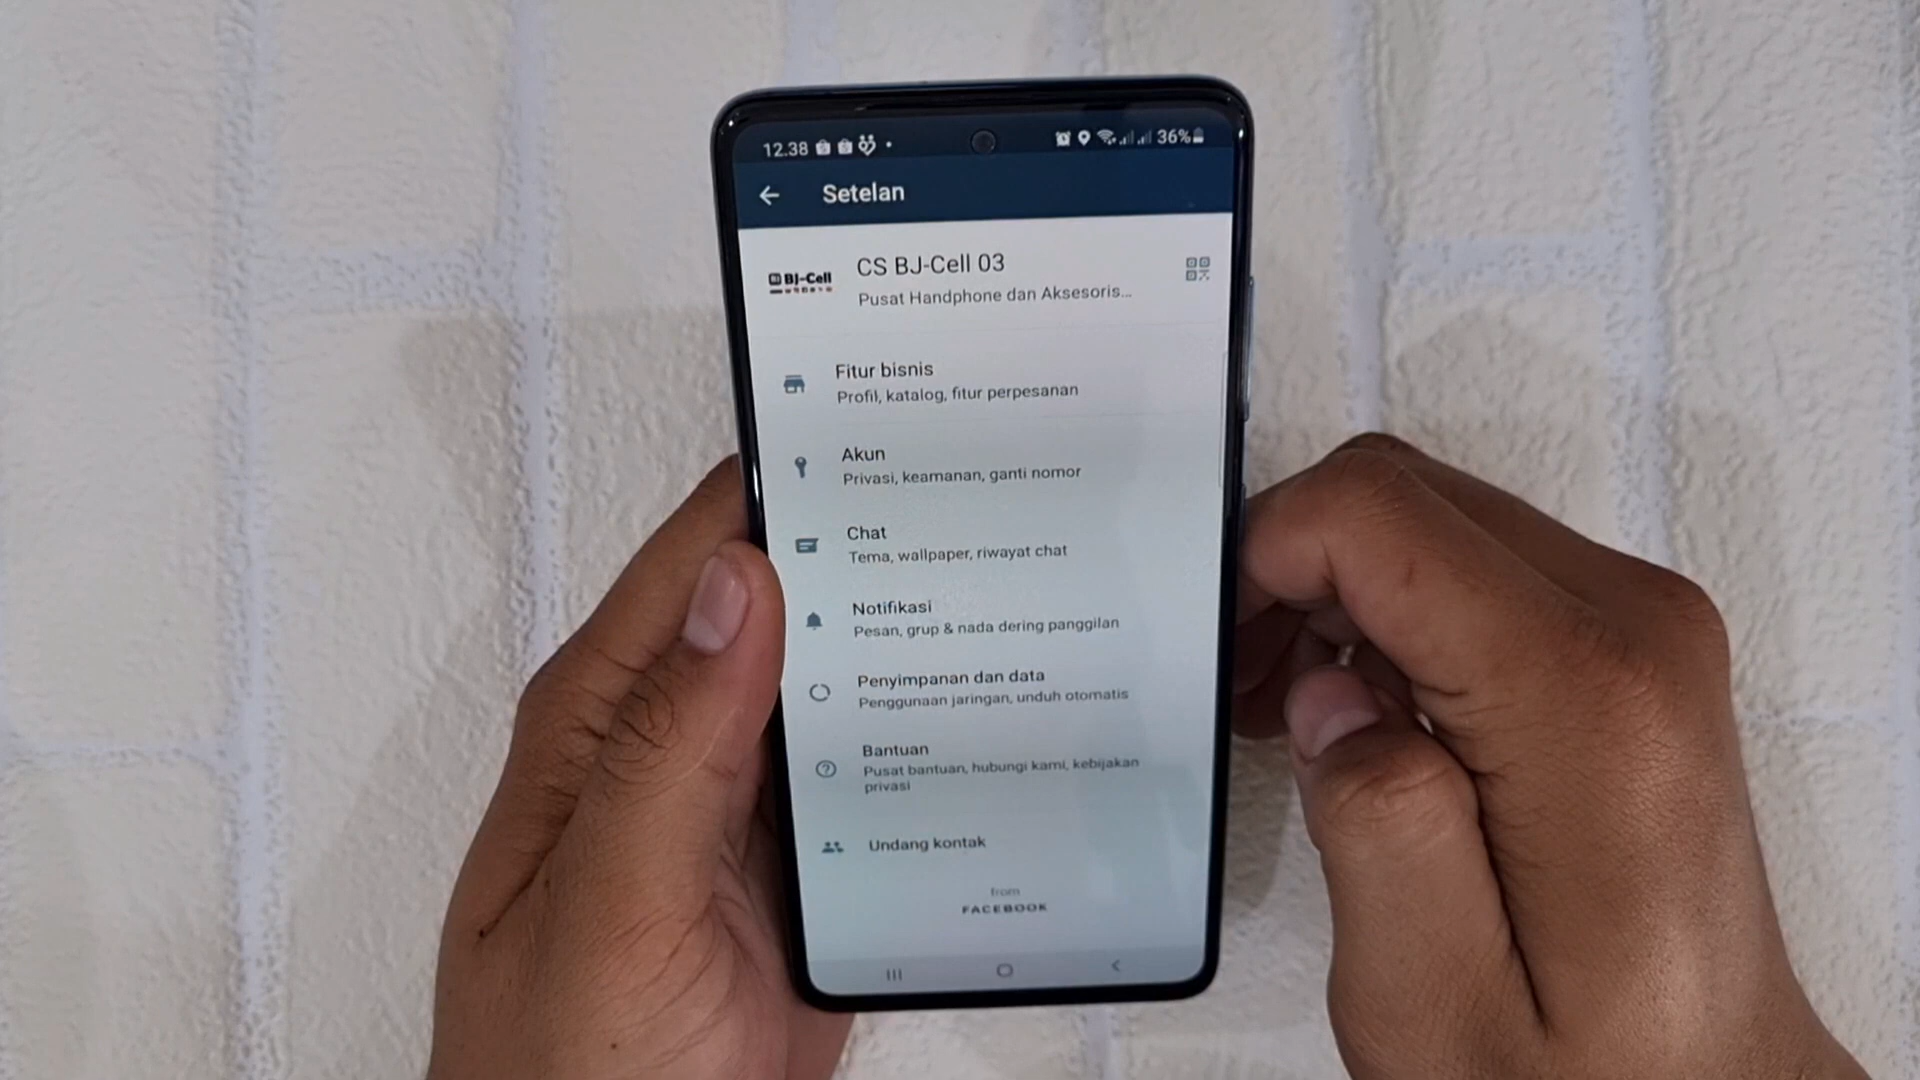 12.38
36%
Setelan
BJ-Cell
CS BJ-Cell 03
Pusat Handphone dan Aksesoris...
Fitur bisnis
Profil, katalog, fitur perpesanan
Akun
Privasi, keamanan, ganti nomor
Chat
Tema, wallpaper, riwayat chat
Notifikasi
Pesan, grup & nada dering panggilan
Penyimpanan dan data
Penggunaan jaringan, unduh otomatis
Bantuan
Pusat bantuan, hubungi kami, kebijakan
privasi
Undang kontak
from
FACEBOOK